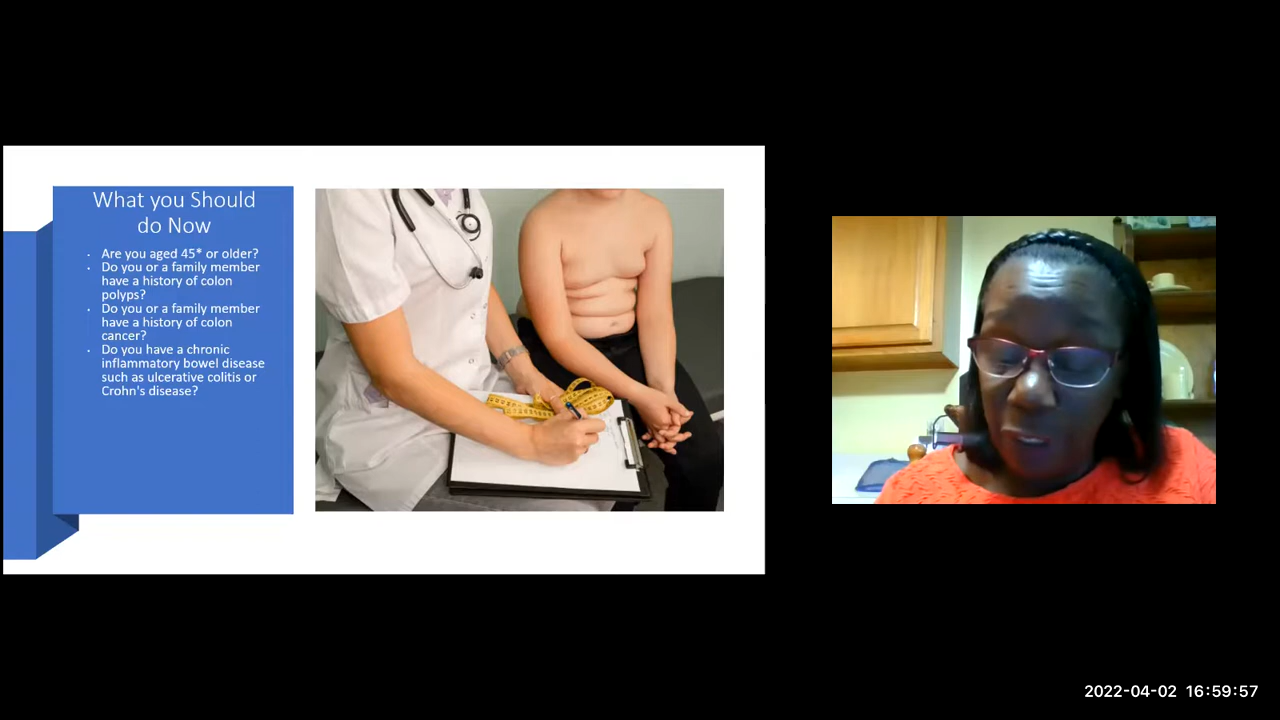 What you Should
do Now
• Are you aged 45* or older?
• Do you or a family member
have a history of colon
polyps?
• Do you or a family member
have a history of colon
cancer?
• Do you have a chronic
inflammatory bowel disease
such as ulcerative colitis or
Crohn's disease?
2022-04-02 16:59:57